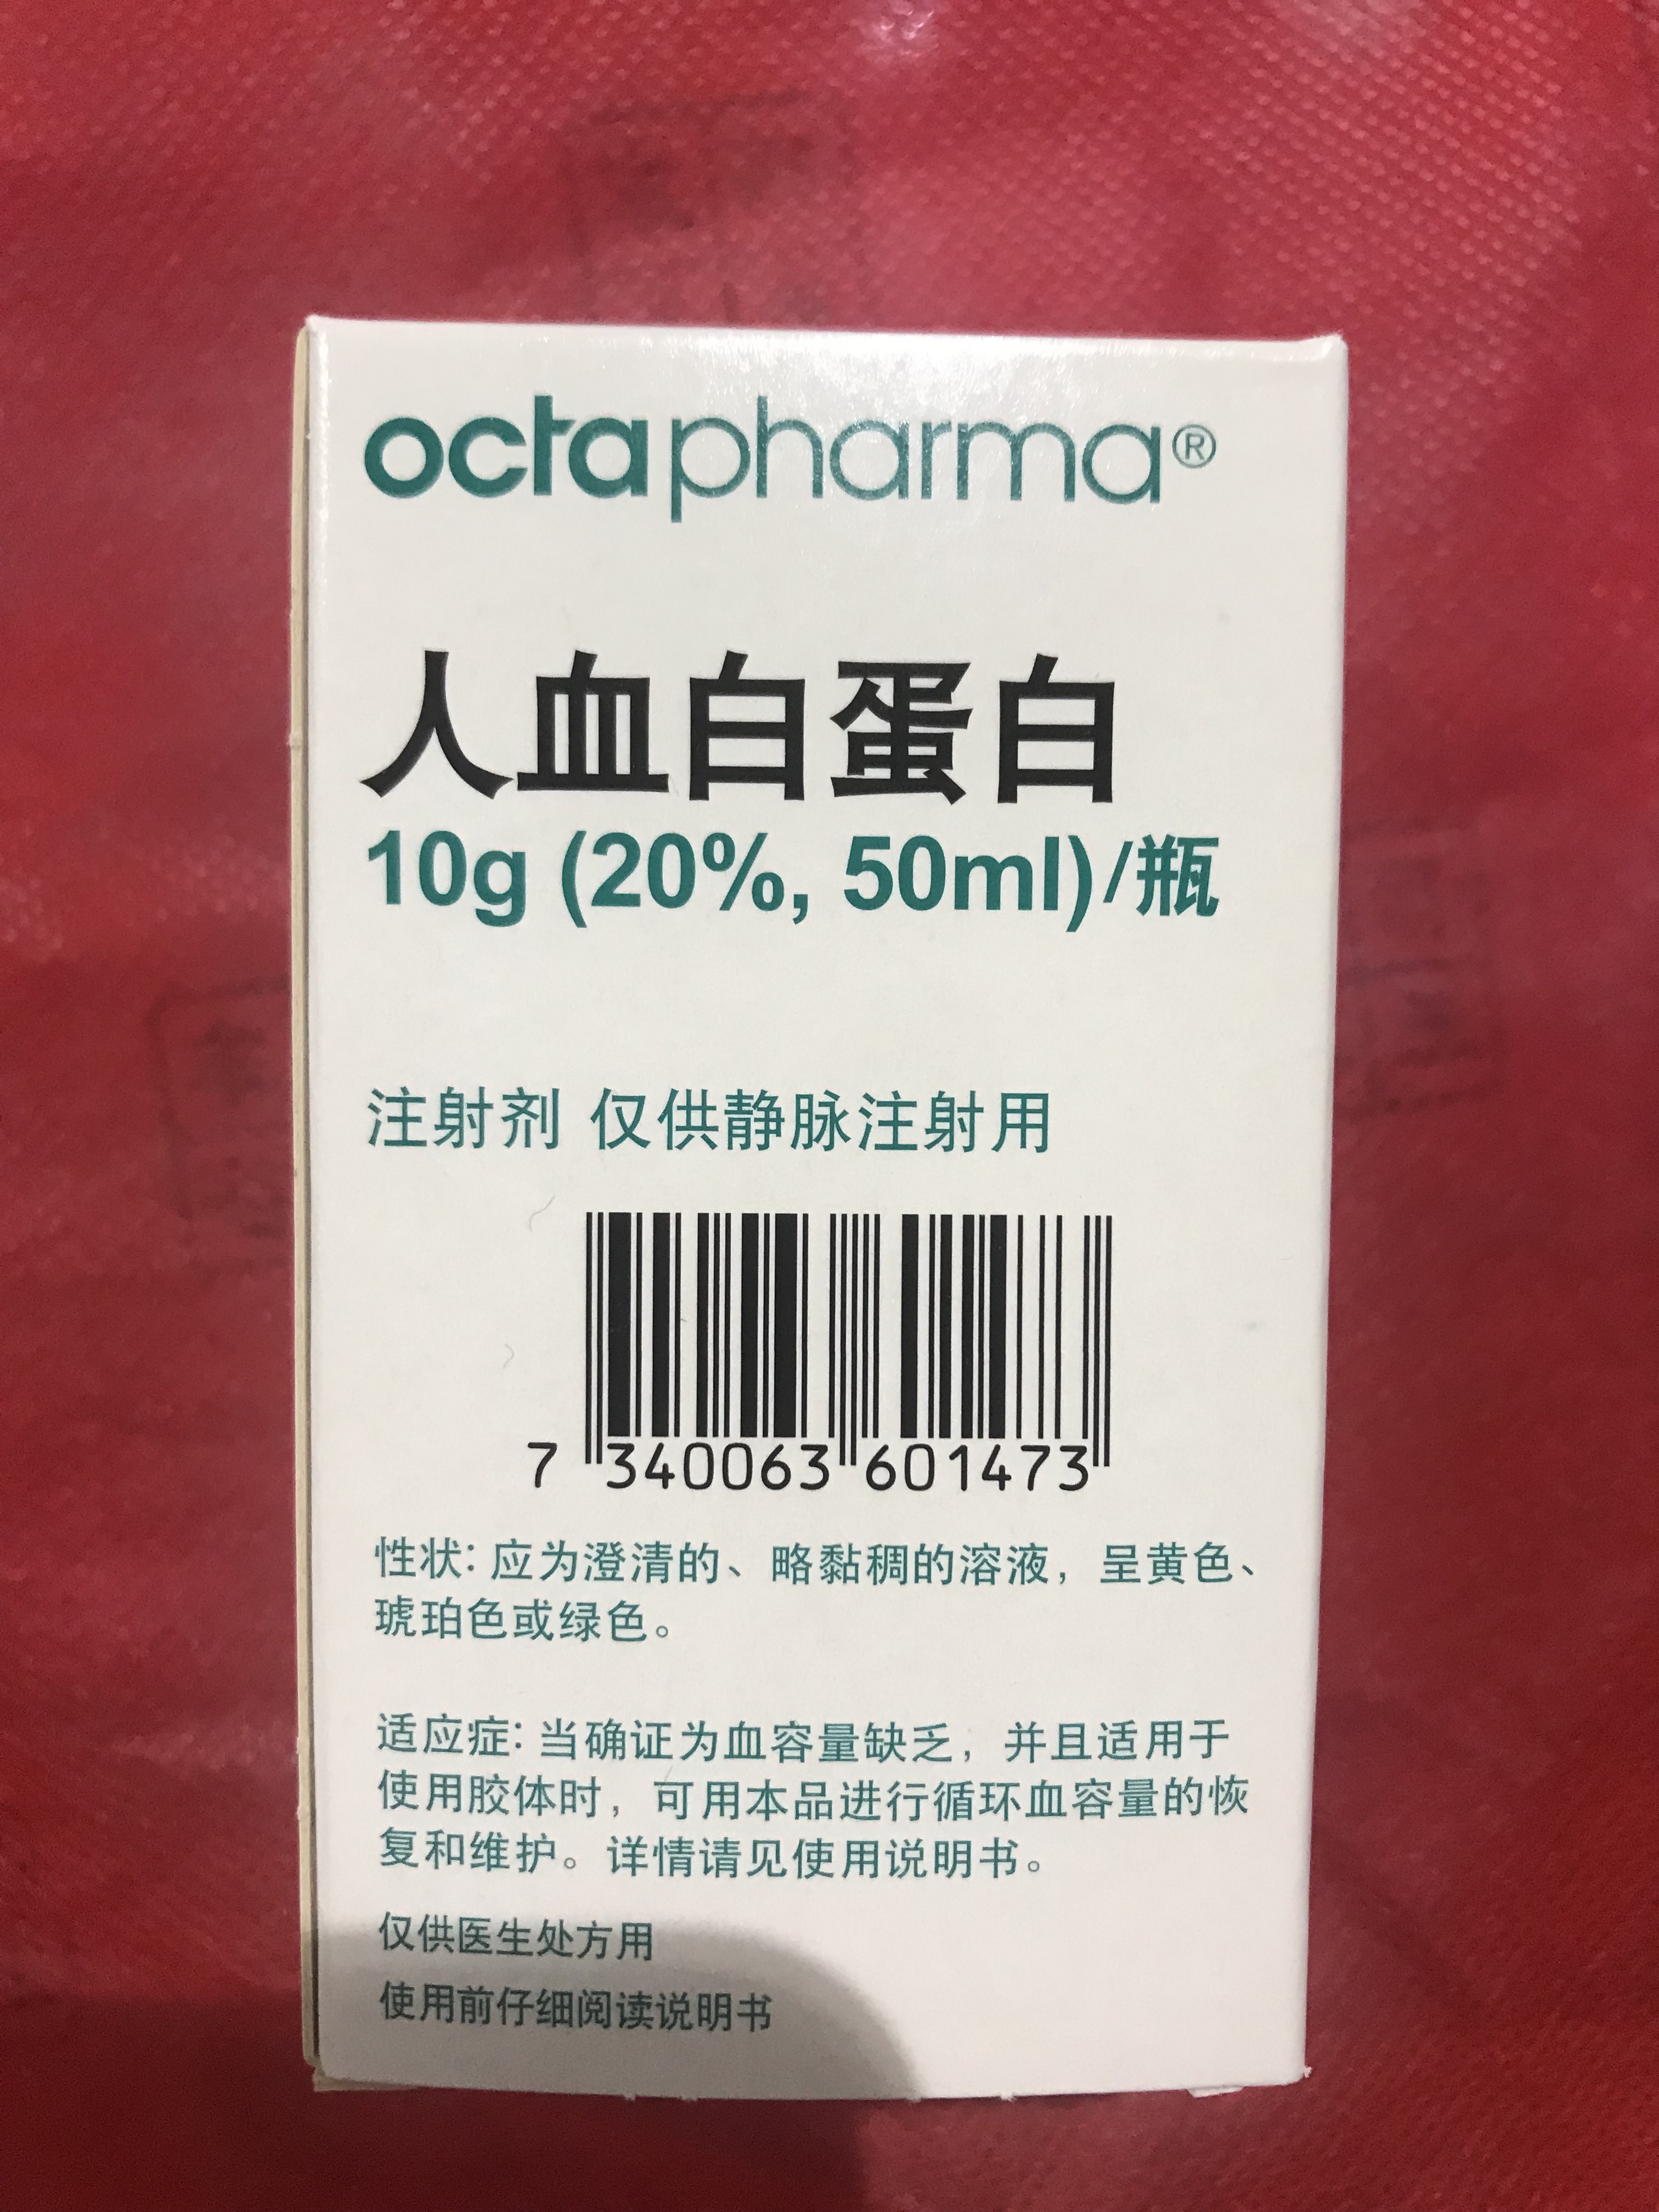 octapharma®
人血白蛋白
10g (20%, 50ml)/瓶
注射剂 仅供静脉注射用
7 340063 601473
性状: 应为澄清的、略黏稠的溶液，呈黄色、
琥珀色或绿色。
适应症: 当确证为血容量缺乏，并且适用于
使用胶体时，可用本品进行循环血容量的恢
复和维护。详情请见使用说明书。
仅供医生处方用
使用前仔细阅读说明书